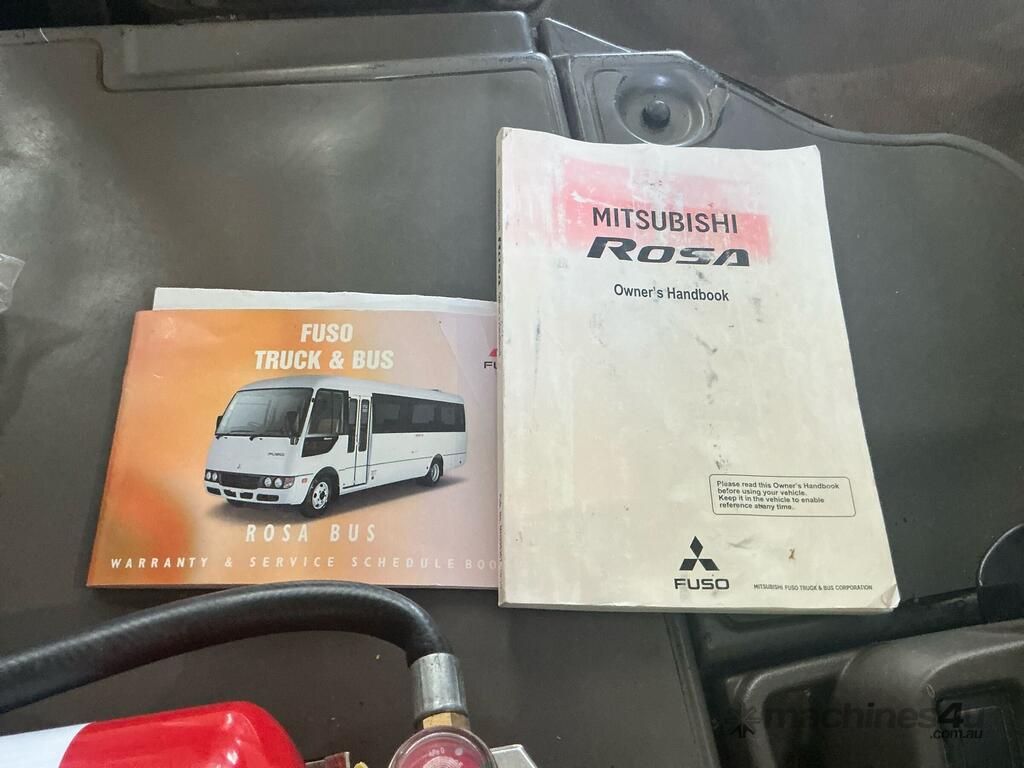 FUSO
TRUCK & BUS
ROSA BUS
WARRANTY & SERVICE SCHEDULE BOO
MITSUBISHI
ROSA
Owner's Handbook
Please read this Owner's Handbook
before using your vehicle.
Keep it in the vehicle to enable
reference at any time.
FUSO
MITSUBISHI FUSO TRUCK & BUS CORPORATION
machines4u
.com.au